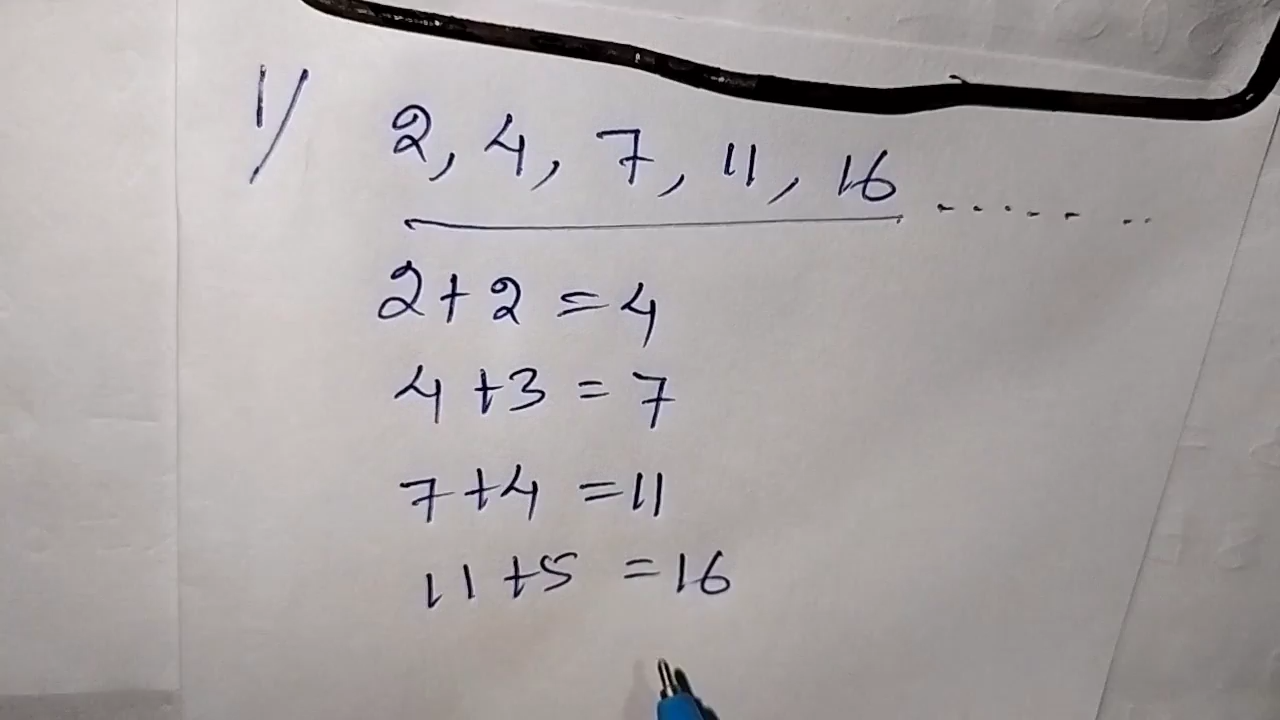 1/ 2, 4, 7, 11, 16 .........
2+2=4
4+3=7
7+4=11
11+5=16